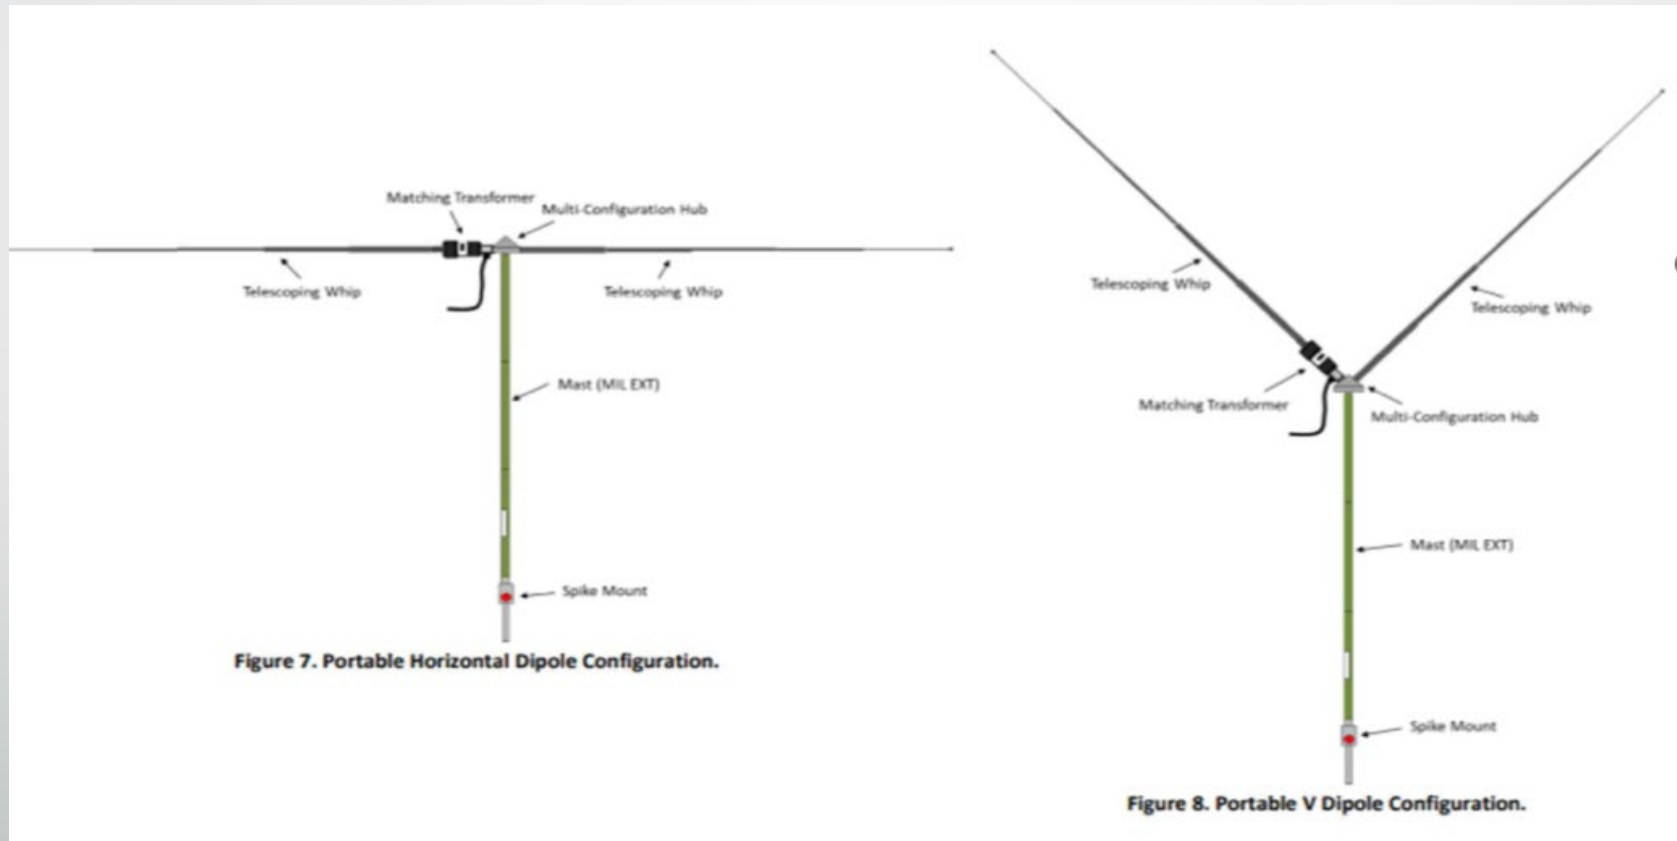 Matching Transformer
Multi-Configuration Hub
Telescoping Whip
Telescoping Whip
Mast (MIL EXT)
Spike Mount
Figure 7. Portable Horizontal Dipole Configuration.
Telescoping Whip
Telescoping Whip
Matching Transformer
Multi-Configuration Hub
Mast (MIL EXT)
Spike Mount
Figure 8. Portable V Dipole Configuration.